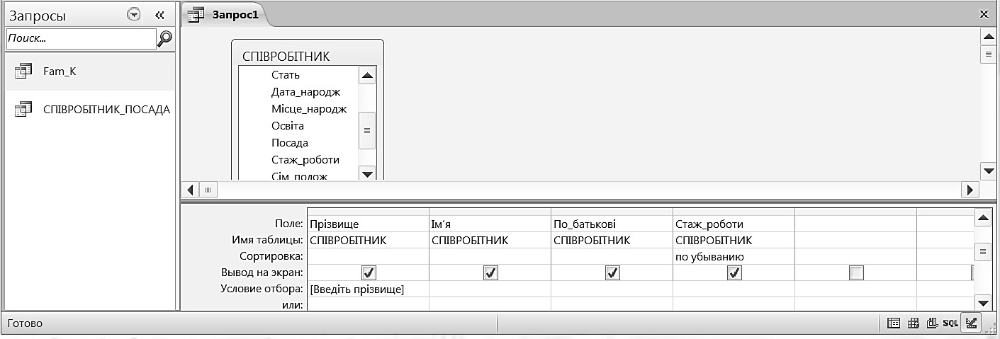 Запросы
Поиск...
Fam_K
СПІВРОБІТНИК_ПОСАДА
Запрос1
СПІВРОБІТНИК
Стать
Дата_народж
Місце_народж
Освіта
Посада
Стаж_роботи
Сім_полож
Поле: Прізвище Ім’я По_батькові Стаж_роботи
Имя таблицы: СПІВРОБІТНИК СПІВРОБІТНИК СПІВРОБІТНИК СПІВРОБІТНИК
Сортировка: по убыванию
Вывод на экран:
Условие отбора: [Введіть прізвище]
или:
Готово
SQL